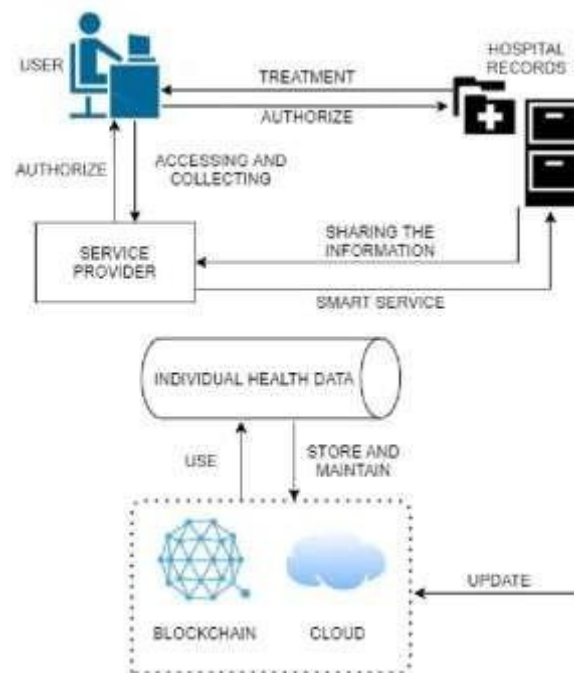 USER
HOSPITAL
RECORDS
TREATMENT
AUTHORIZE
AUTHORIZE
ACCESSING AND
COLLECTING
SHARING THE
INFORMATION
SERVICE
PROVIDER
SMART SERVICE
INDIVIDUAL HEALTH DATA
USE
STORE AND
MAINTAIN
UPDATE
BLOCKCHAIN
CLOUD